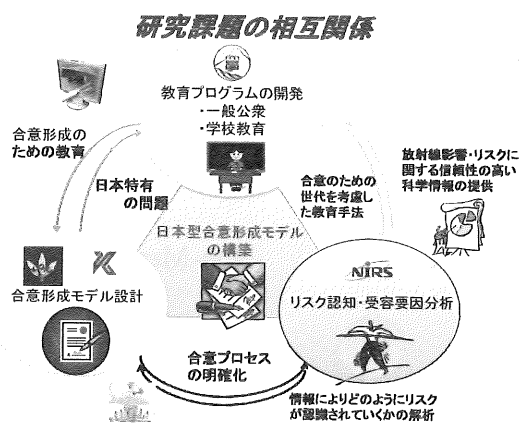 研究課題の相互関係
教育プログラムの開発
・一般公衆
・学校教育
合意形成の
ための教育
日本特有
の問題
合意のための
世代を考慮し
た教育手法
放射線影響・リスクに
関する信頼性の高い
科学情報の提供
日本型合意形成モデル
の構築
合意形成モデル設計
NIRS
リスク認知・受容要因分析
合意プロセス
の明確化
情報によりどのようにリスク
が認識されていくかの解析